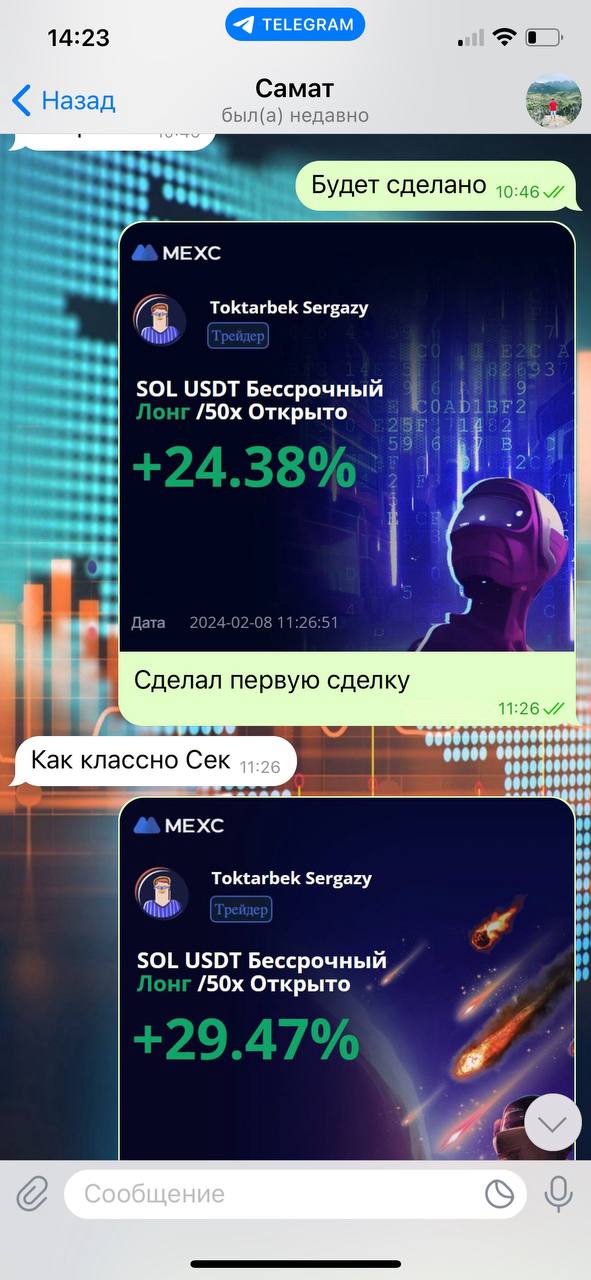 14:23
TELEGRAM
Назад
Самат
был(а) недавно
Будет сделано 10:46
MEXC
Toktarbek Sergazy
Трейдер
SOL USDT Бессрочный
Лонг /50x Открыто
+24.38%
Дата 2024-02-08 11:26:51
Сделал первую сделку
11:26
Как классно Сек 11:26
MEXC
Toktarbek Sergazy
Трейдер
SOL USDT Бессрочный
Лонг /50x Открыто
+29.47%
Сообщение